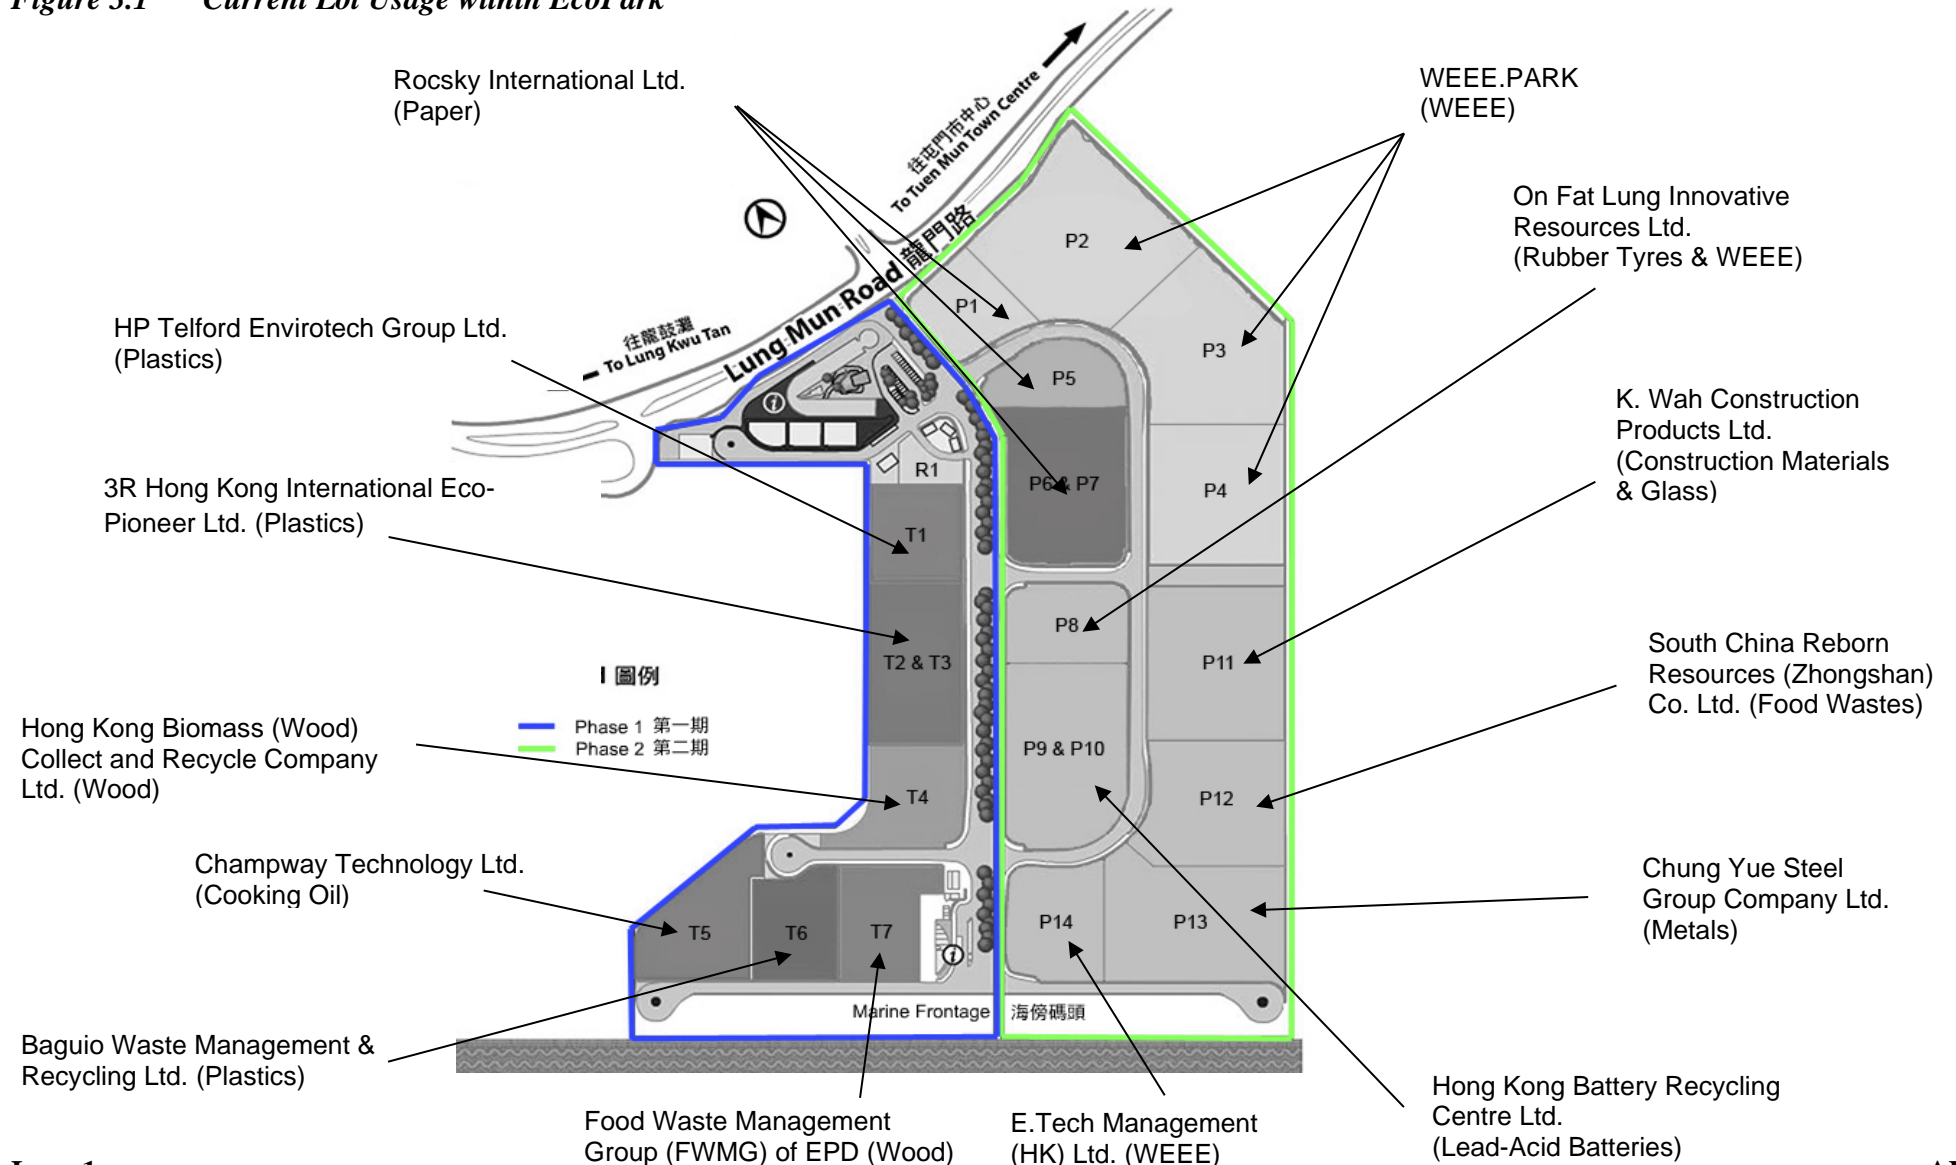 Figure 3.1 Current Lot Usage within EcoPark
Rocsky International Ltd.
(Paper)
WEEE.PARK
(WEEE)
往屯門市中心
To Tuen Mun Town Centre
On Fat Lung Innovative
Resources Ltd.
(Rubber Tyres & WEEE)
Lung Mun Road 龍門路
往龍鼓灘
To Lung Kwu Tan
HP Telford Envirotech Group Ltd.
(Plastics)
P2
P1
P3
P5
K. Wah Construction
Products Ltd.
(Construction Materials
& Glass)
3R Hong Kong International Eco-
Pioneer Ltd. (Plastics)
R1
P6 & P7
P4
T1
P8
T2 & T3
P11
South China Reborn
Resources (Zhongshan)
Co. Ltd. (Food Wastes)
圖例
Phase 1 第一期
Phase 2 第二期
Hong Kong Biomass (Wood)
Collect and Recycle Company
Ltd. (Wood)
P9 & P10
T4
P12
Champway Technology Ltd.
(Cooking Oil)
Chung Yue Steel
Group Company Ltd.
(Metals)
T5
T6
T7
P14
P13
Marine Frontage 海傍碼頭
Baguio Waste Management &
Recycling Ltd. (Plastics)
Food Waste Management
Group (FWMG) of EPD (Wood)
E.Tech Management
(HK) Ltd. (WEEE)
Hong Kong Battery Recycling
Centre Ltd.
(Lead-Acid Batteries)